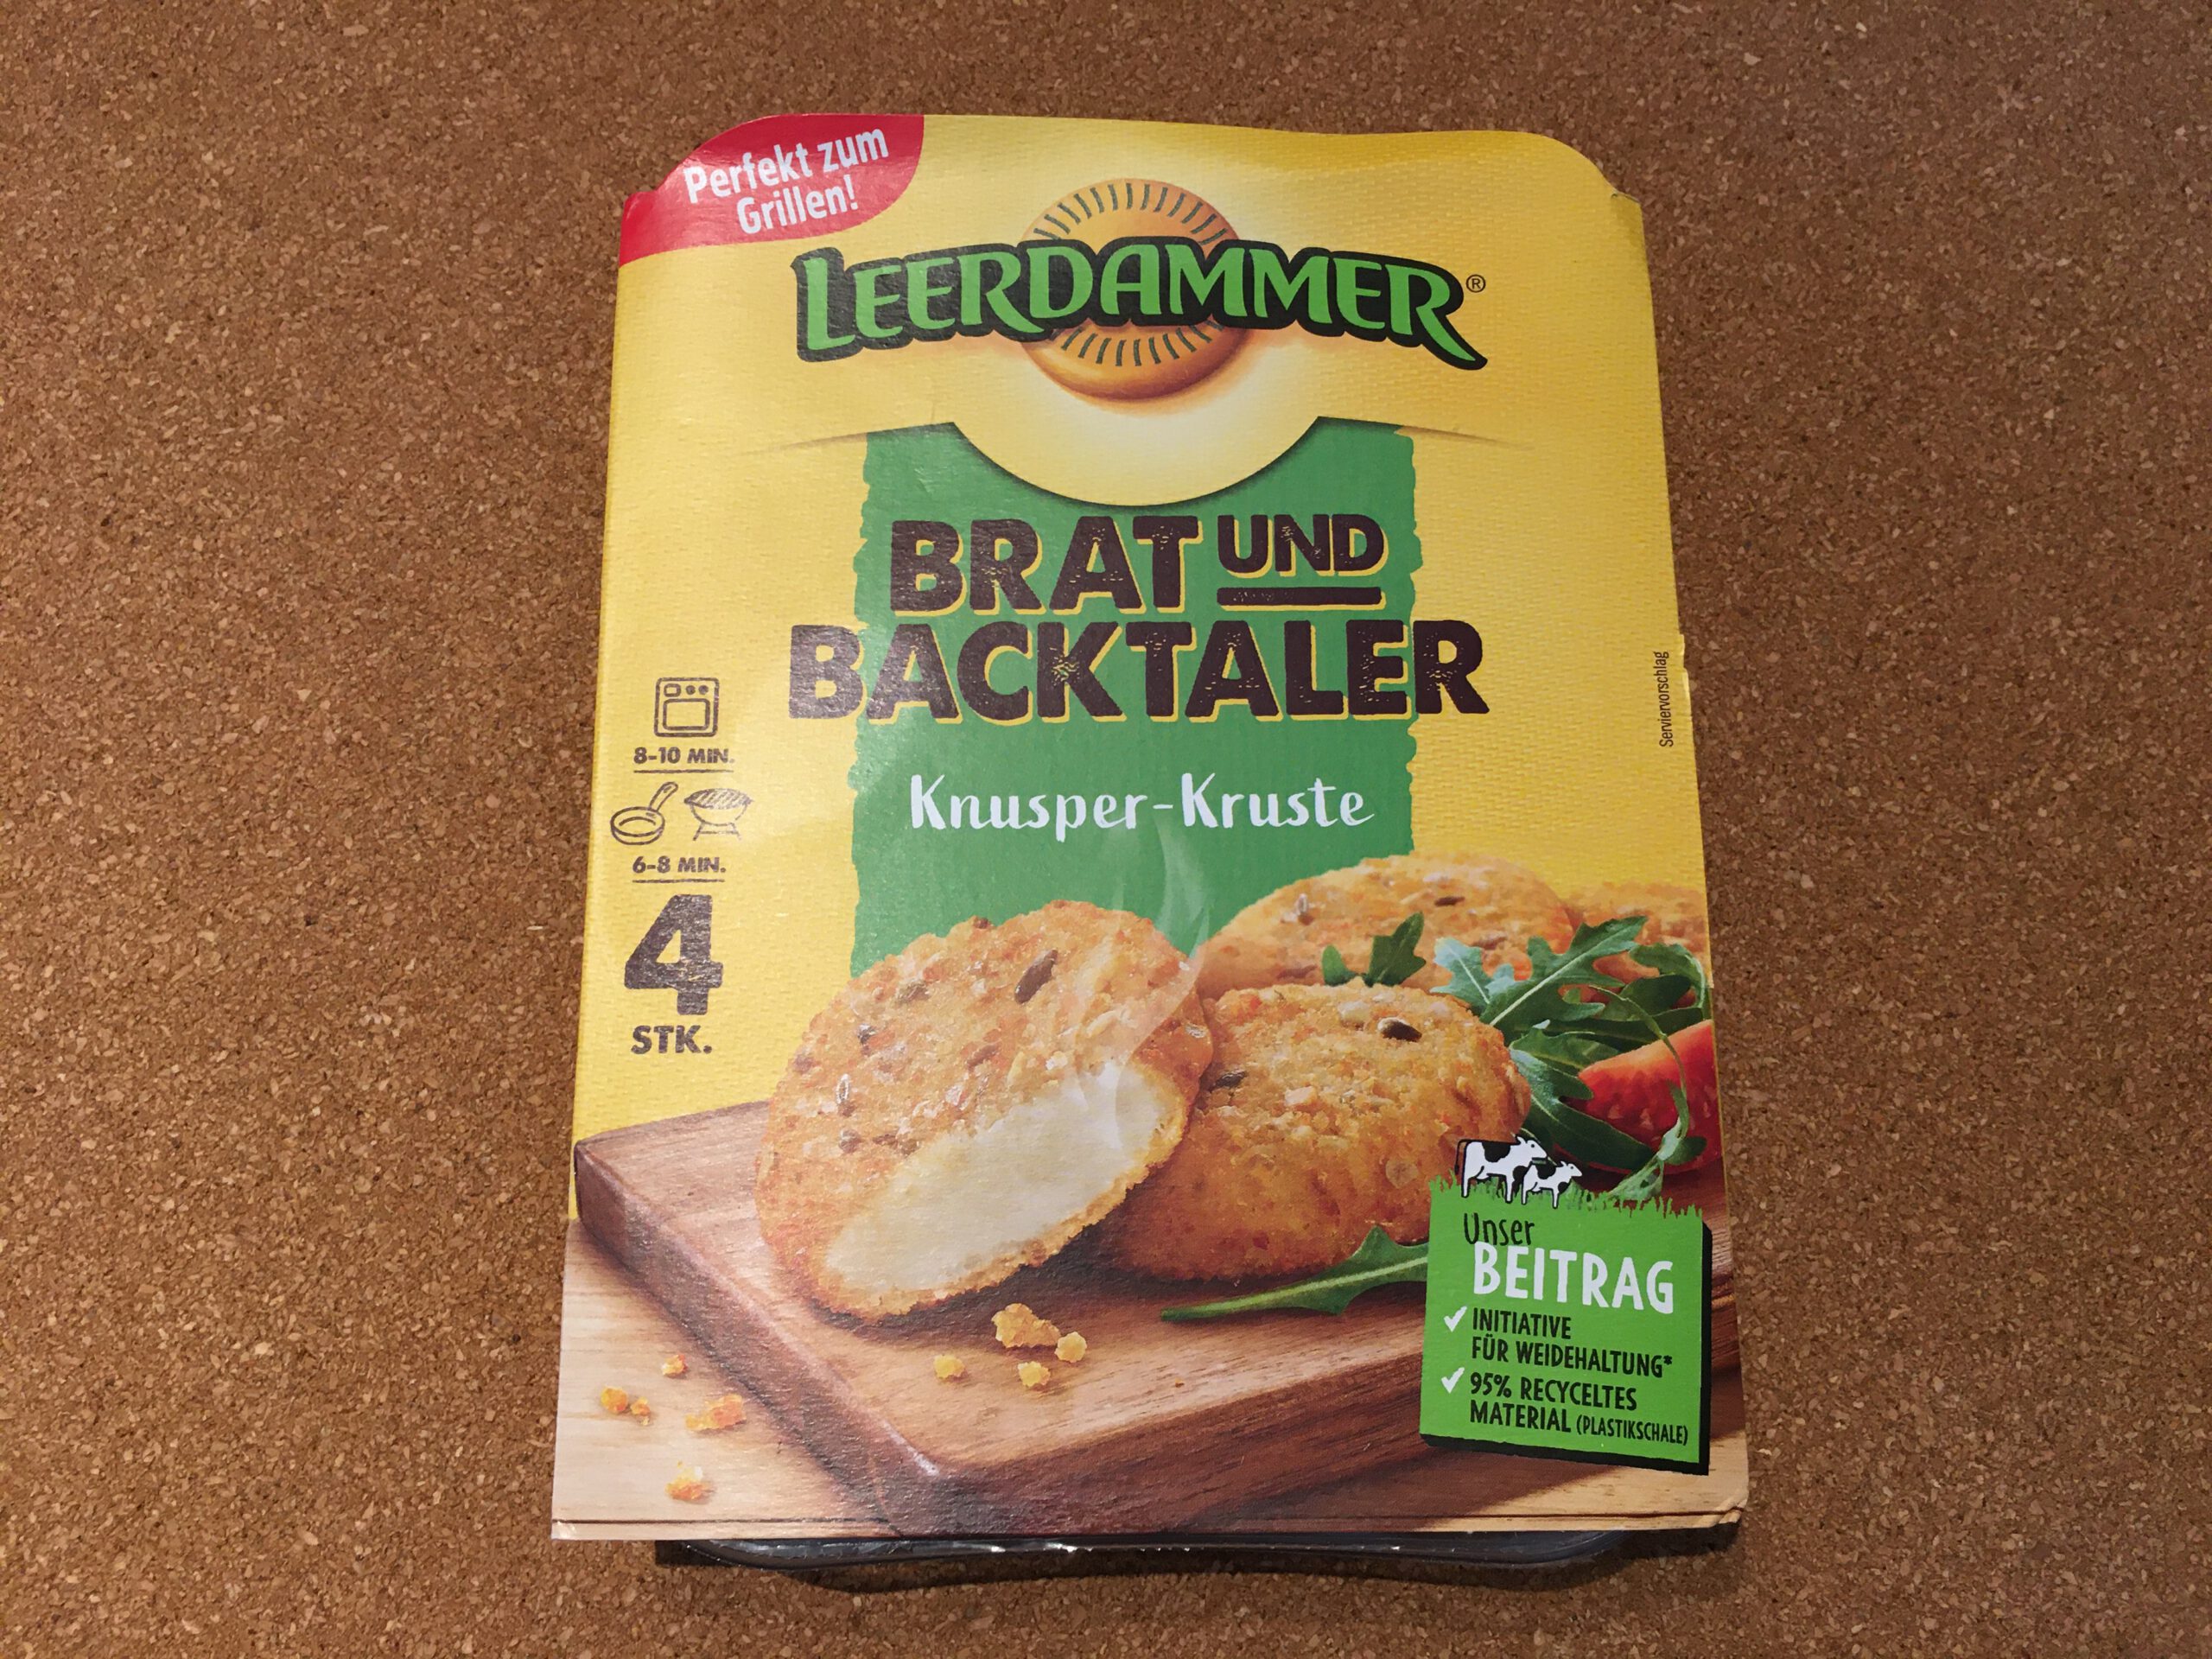 Perfekt zum
Grillen!
LEERDAMMER®
BRAT UND
BACKTALER
Knusper-Kruste
8-10 MIN.
6-8 MIN.
4
STK.
Serviervorschlag
Unser
BEITRAG
INITIATIVE
FÜR WEIDEHALTUNG*
95% RECYCELTES
MATERIAL (PLASTIKSCHALE)